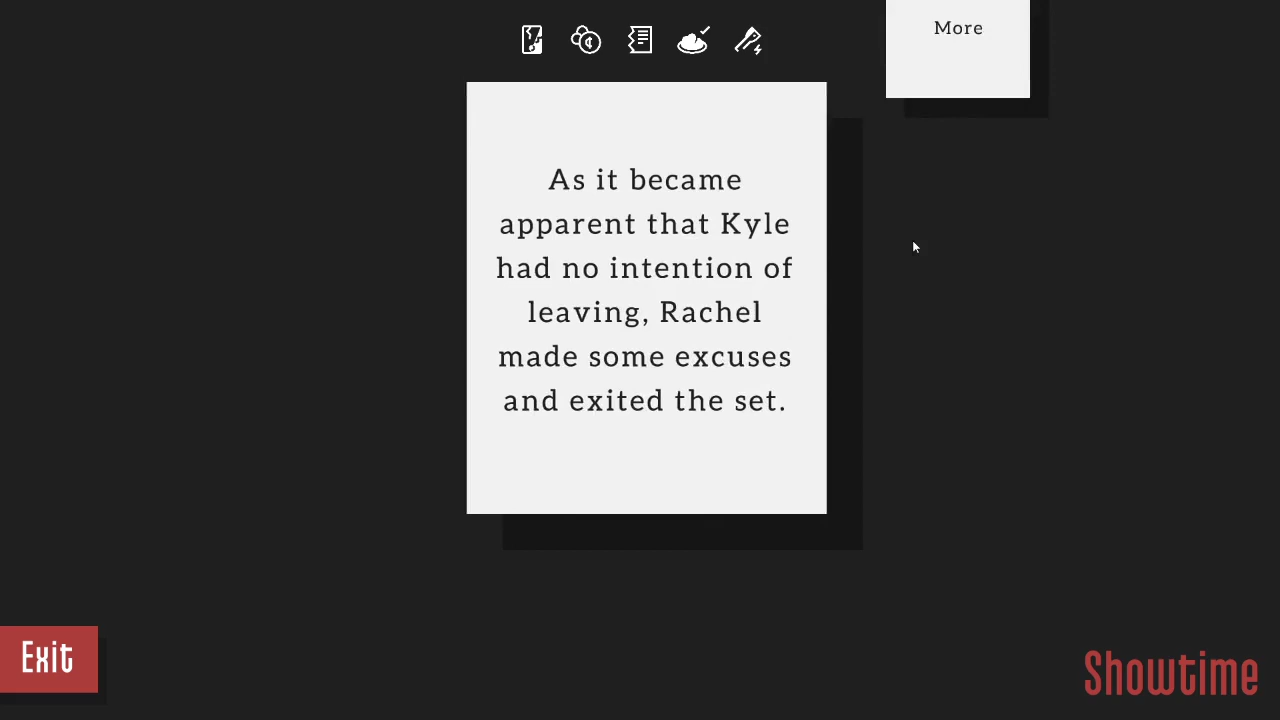 More
As it became
apparent that Kyle
had no intention of
leaving, Rachel
made some excuses
and exited the set.
Exit
Showtime